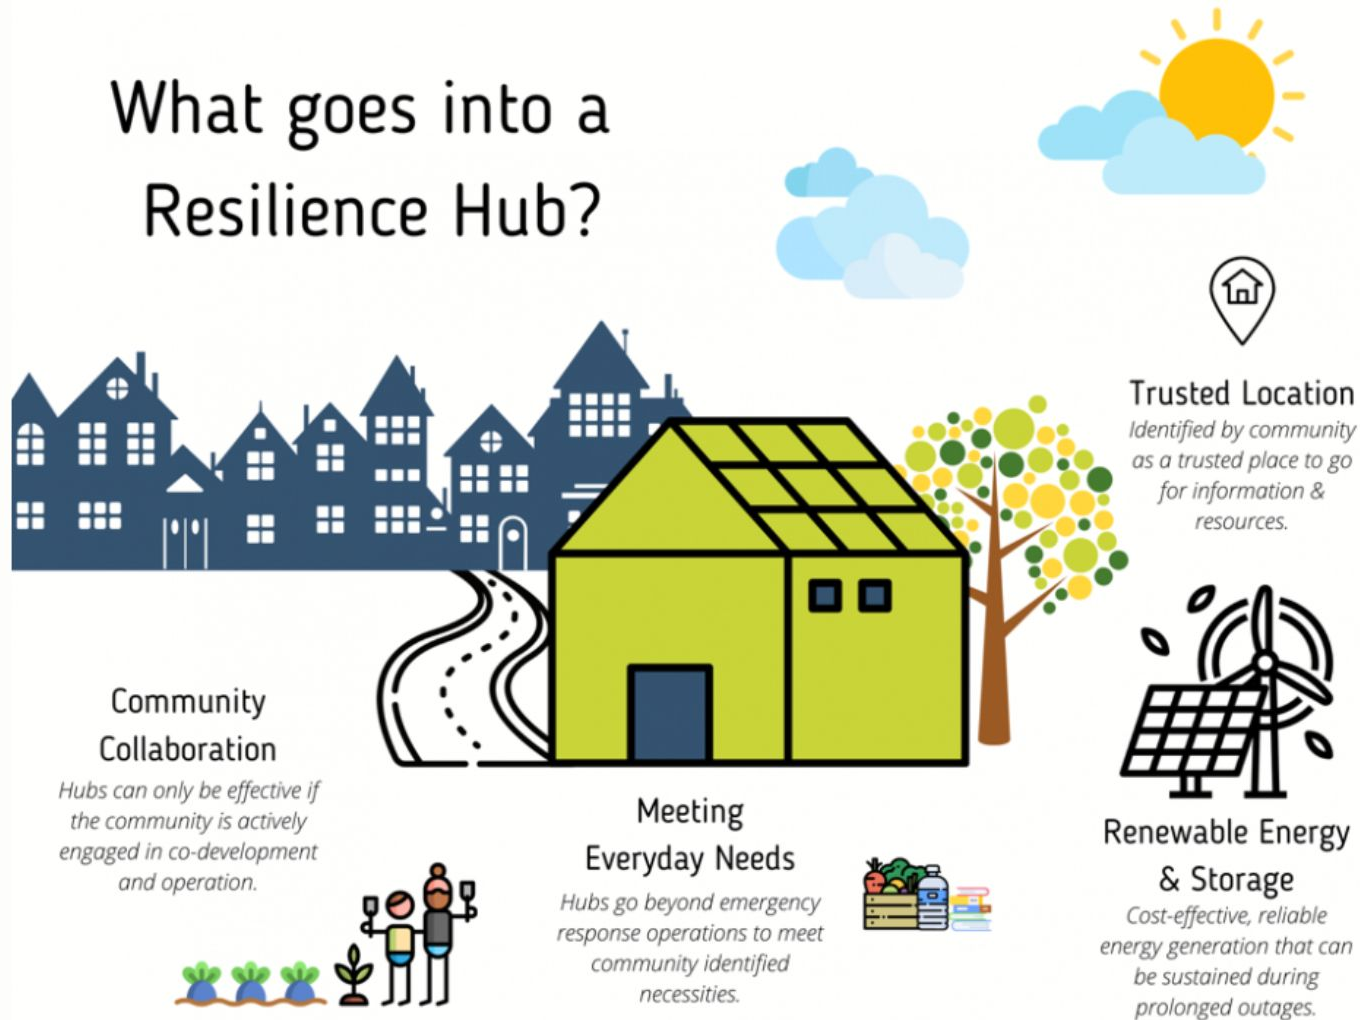 What goes into a
Resilience Hub?
Trusted Location
Identified by community
as a trusted place to go
for information &
resources.
Community
Collaboration
Hubs can only be effective if
the community is actively
engaged in co-development
and operation.
Meeting
Everyday Needs
Hubs go beyond emergency
response operations to meet
community identified
necessities.
Renewable Energy
& Storage
Cost-effective, reliable
energy generation that can
be sustained during
prolonged outages.